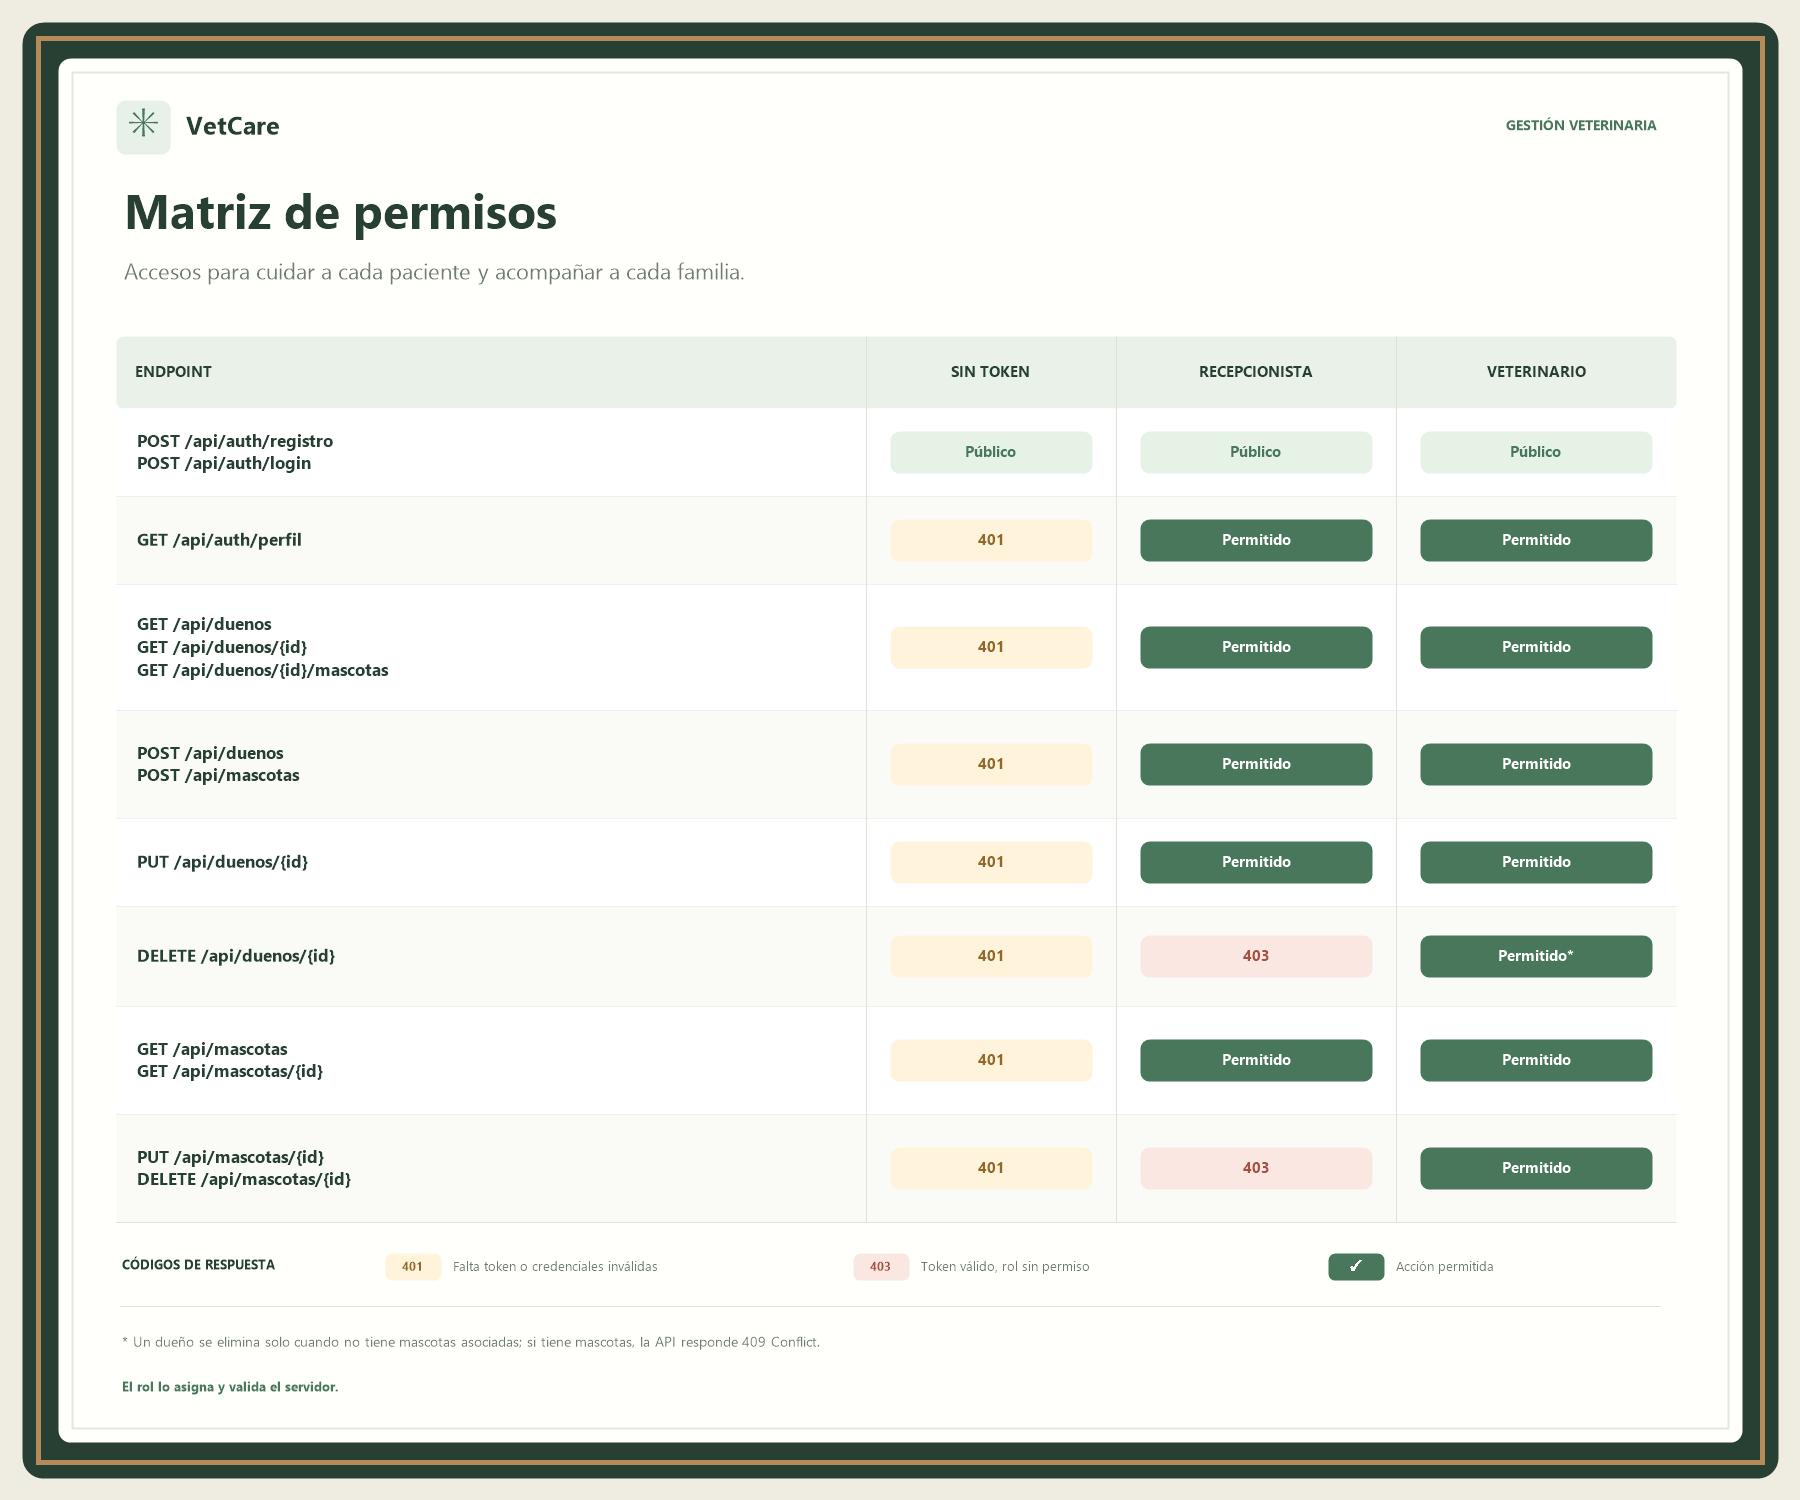 VetCare
GESTIÓN VETERINARIA
Matriz de permisos
Accesos para cuidar a cada paciente y acompañar a cada familia.
ENDPOINT SIN TOKEN RECEPCIONISTA VETERINARIO
POST /api/auth/registro
POST /api/auth/login
Público Público Público
GET /api/auth/perfil 401 Permitido Permitido
GET /api/duenos
GET /api/duenos/{id}
GET /api/duenos/{id}/mascotas
401 Permitido Permitido
POST /api/duenos
POST /api/mascotas
401 Permitido Permitido
PUT /api/duenos/{id} 401 Permitido Permitido
DELETE /api/duenos/{id} 401 403 Permitido*
GET /api/mascotas
GET /api/mascotas/{id}
401 Permitido Permitido
PUT /api/mascotas/{id}
DELETE /api/mascotas/{id}
401 403 Permitido
CÓDIGOS DE RESPUESTA 401 Falta token o credenciales inválidas 403 Token válido, rol sin permiso ✓ Acción permitida
* Un dueño se elimina solo cuando no tiene mascotas asociadas; si tiene mascotas, la API responde 409 Conflict.
El rol lo asigna y valida el servidor.